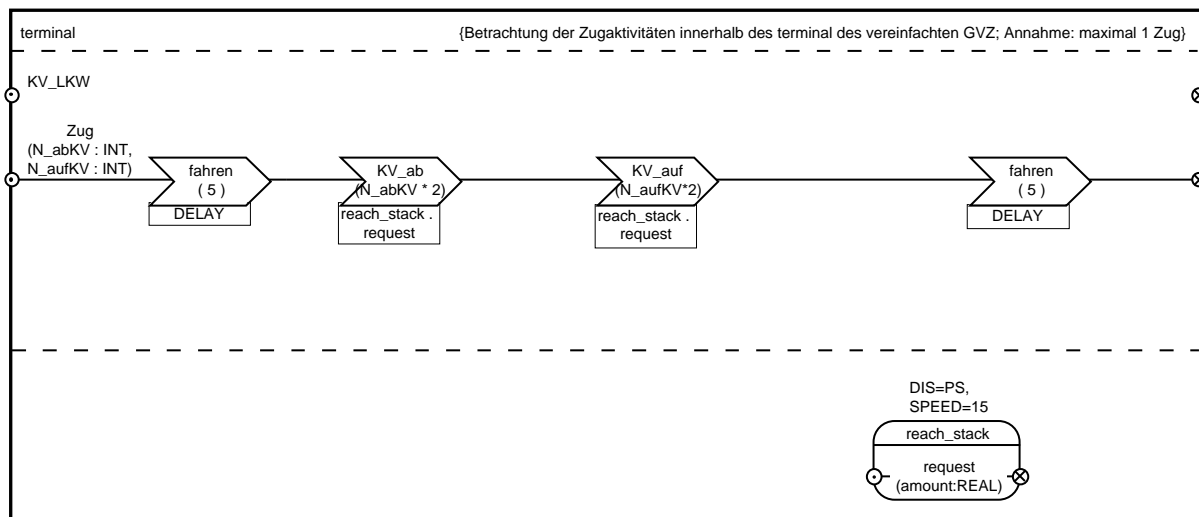 terminal
{Betrachtung der Zugaktivitäten innerhalb des terminal des vereinfachten GVZ; Annahme: maximal 1 Zug}
KV_LKW
Zug
(N_abKV : INT,
N_aufKV : INT)
fahren
( 5 )
DELAY
KV_ab
(N_abKV * 2)
reach_stack .
request
KV_auf
(N_aufKV*2)
reach_stack .
request
fahren
( 5 )
DELAY
DIS=PS,
SPEED=15
reach_stack
request
(amount:REAL)